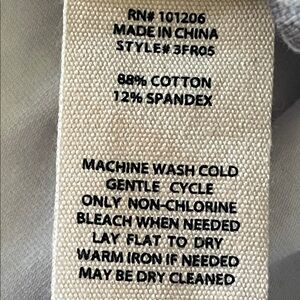 RN# 101206
MADE IN CHINA
STYLE# 3FR05
88% COTTON
12% SPANDEX
MACHINE WASH COLD
GENTLE CYCLE
ONLY NON-CHLORINE
BLEACH WHEN NEEDED
LAY FLAT TO DRY
WARM IRON IF NEEDED
MAY BE DRY CLEANED